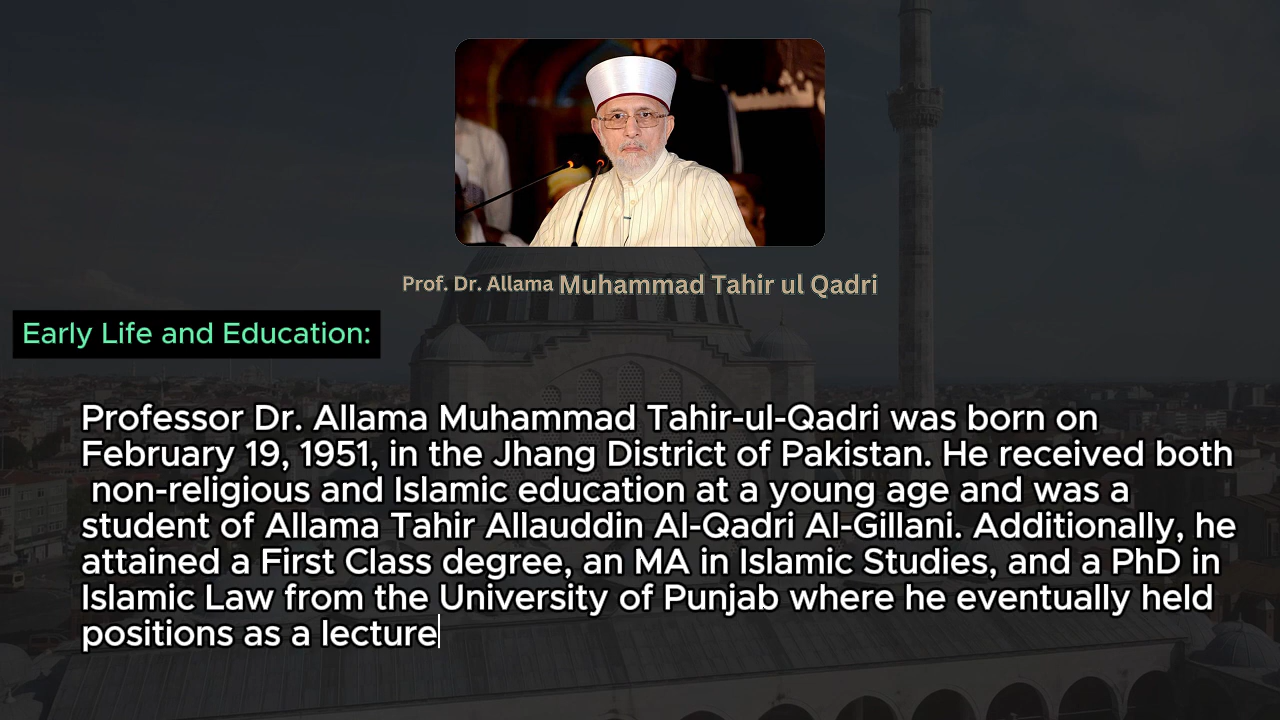 Prof. Dr. Allama Muhammad Tahir ul Qadri
Early Life and Education:
Professor Dr. Allama Muhammad Tahir-ul-Qadri was born on
February 19, 1951, in the Jhang District of Pakistan. He received both
non-religious and Islamic education at a young age and was a
student of Allama Tahir Allauddin Al-Qadri Al-Gillani. Additionally, he
attained a First Class degree, an MA in Islamic Studies, and a PhD in
Islamic Law from the University of Punjab where he eventually held
positions as a lecture